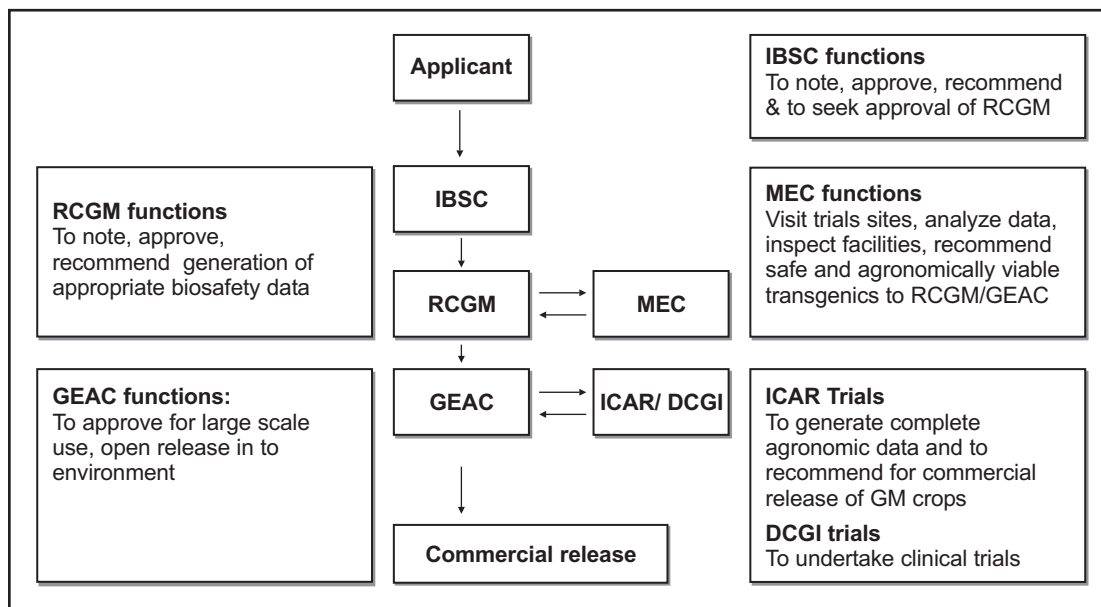 Applicant
IBSC functions
To note, approve, recommend
& to seek approval of RCGM
IBSC
RCGM functions
To note, approve,
recommend generation of
appropriate biosafety data
MEC functions
Visit trials sites, analyze data,
inspect facilities, recommend
safe and agronomically viable
transgenics to RCGM/GEAC
RCGM
MEC
GEAC functions:
To approve for large scale
use, open release in to
environment
GEAC
ICAR/ DCGI
ICAR Trials
To generate complete
agronomic data and to
recommend for commercial
release of GM crops
DCGI trials
To undertake clinical trials
Commercial release